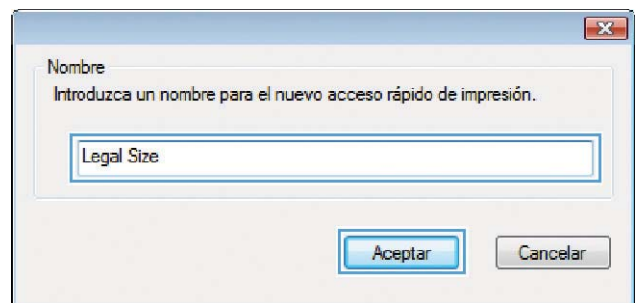 Nombre
Introduzca un nombre para el nuevo acceso rápido de impresión.
Legal Size
Aceptar
Cancelar